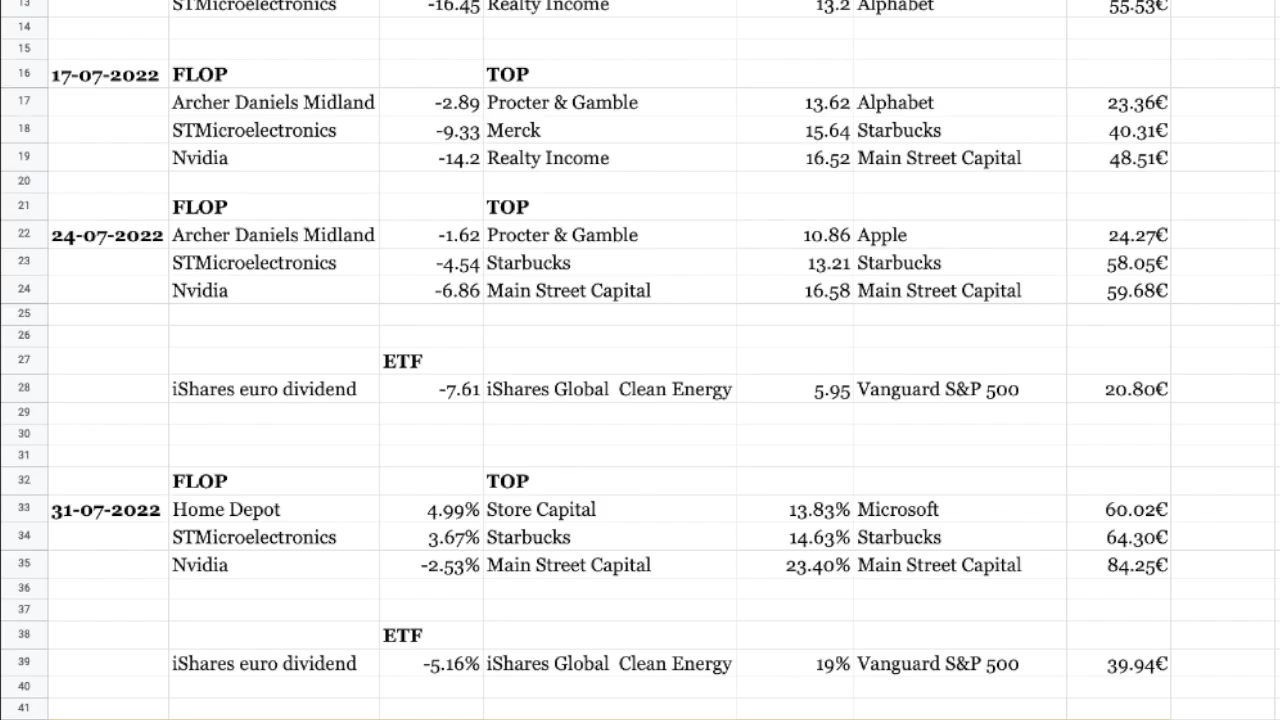 13 STMicroelectronics -16.45 Realty Income 13.2 Alphabet 55.53€
14
15
16 17-07-2022 FLOP TOP
17 Archer Daniels Midland -2.89 Procter & Gamble 13.62 Alphabet 23.36€
18 STMicroelectronics -9.33 Merck 15.64 Starbucks 40.31€
19 Nvidia -14.2 Realty Income 16.52 Main Street Capital 48.51€
20
21 FLOP TOP
22 24-07-2022 Archer Daniels Midland -1.62 Procter & Gamble 10.86 Apple 24.27€
23 STMicroelectronics -4.54 Starbucks 13.21 Starbucks 58.05€
24 Nvidia -6.86 Main Street Capital 16.58 Main Street Capital 59.68€
25
26
27 ETF
28 iShares euro dividend -7.61 iShares Global Clean Energy 5.95 Vanguard S&P 500 20.80€
29
30
31
32 FLOP TOP
33 31-07-2022 Home Depot 4.99% Store Capital 13.83% Microsoft 60.02€
34 STMicroelectronics 3.67% Starbucks 14.63% Starbucks 64.30€
35 Nvidia -2.53% Main Street Capital 23.40% Main Street Capital 84.25€
36
37
38 ETF
39 iShares euro dividend -5.16% iShares Global Clean Energy 19% Vanguard S&P 500 39.94€
40
41